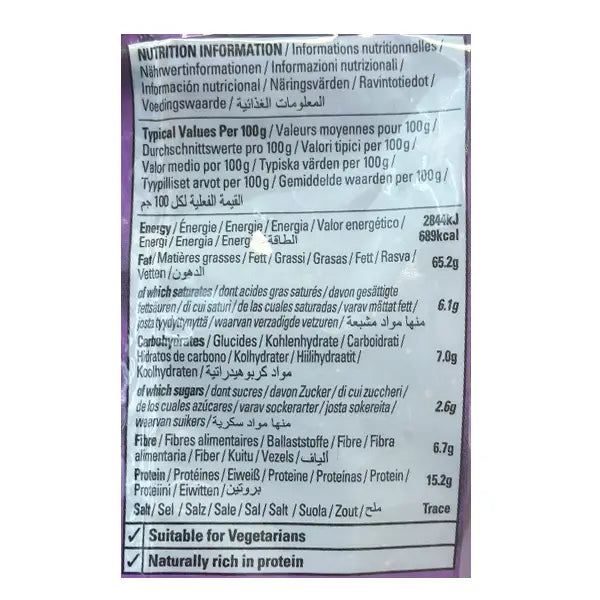 NUTRITION INFORMATION / Informations nutritionnelles /
Nährwertinformationen / Informazioni nutrizionali /
Información nutricional / Näringsvärden / Ravintotiedot /
Voedingswaarde / المعلومات الغذائية
Typical Values Per 100g / Valeurs moyennes pour 100g /
Durchschnittswerte pro 100g / Valori tipici per 100g /
Valor medio por 100g / Typiska värden per 100g /
Tyypilliset arvot per 100g / Gemiddelde waarden per 100g /
القيمة الفعلية لكل 100 جم
Energy / Énergie / Energie / Energia / Valor energético / 2844kJ
Energi / Energia / Energ الطاقة 689kcal
Fat / Matières grasses / Fett / Grassi / Grasas / Fett / Rasva / 65.2g
Vetten / الدهون
of which saturates / dont acides gras saturés / davon gesättigte
fettsäuren / di cui saturi / de las cuales saturadas / varav mättat fett / 6.1g
josta tyydyttynyttä / waarvan verzadigde vetzuren / منها مواد مشبعة
Carbohydrates / Glucides / Kohlenhydrate / Carboidrati /
Hidratos de carbono / Kolhydrater / Hiilihydraatit / 7.0g
Koolhydraten / مواد كربوهيدراتية
of which sugars / dont sucres / davon Zucker / di cui zuccheri /
de los cuales azúcares / varav sockerarter / josta sokereita / 2.6g
waarvan suikers / منها مواد سكرية
Fibre / Fibres alimentaires / Ballaststoffe / Fibre / Fibra
alimentaria / Fiber / Kuitu / Vezels / ألياف 6.7g
Protein / Protéines / Eiweiß / Proteine / Proteínas / Protein / 15.2g
Proteiini / Eiwitten / بروتين
Salt / Sel / Salz / Sale / Sal / Salt / Suola / Zout / ملح Trace
✓ Suitable for Vegetarians
✓ Naturally rich in protein